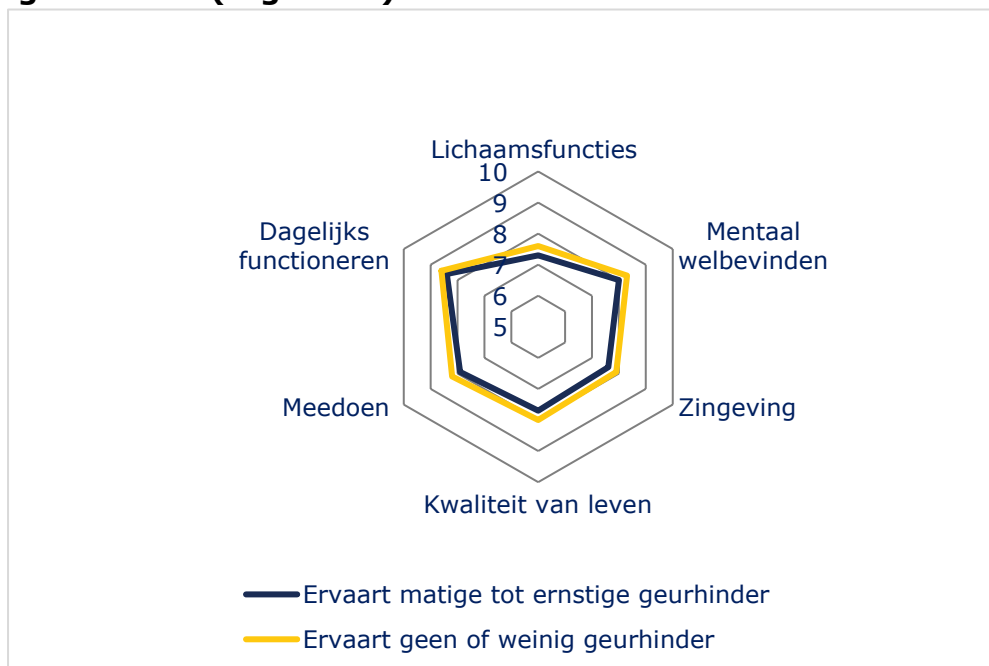 Lichaamsfuncties
10
9
8
7
6
5
Mentaal
welbevinden
Zingeving
Kwaliteit van leven
Meedoen
Dagelijks
functioneren
Ervaart matige tot ernstige geurhinder
Ervaart geen of weinig geurhinder